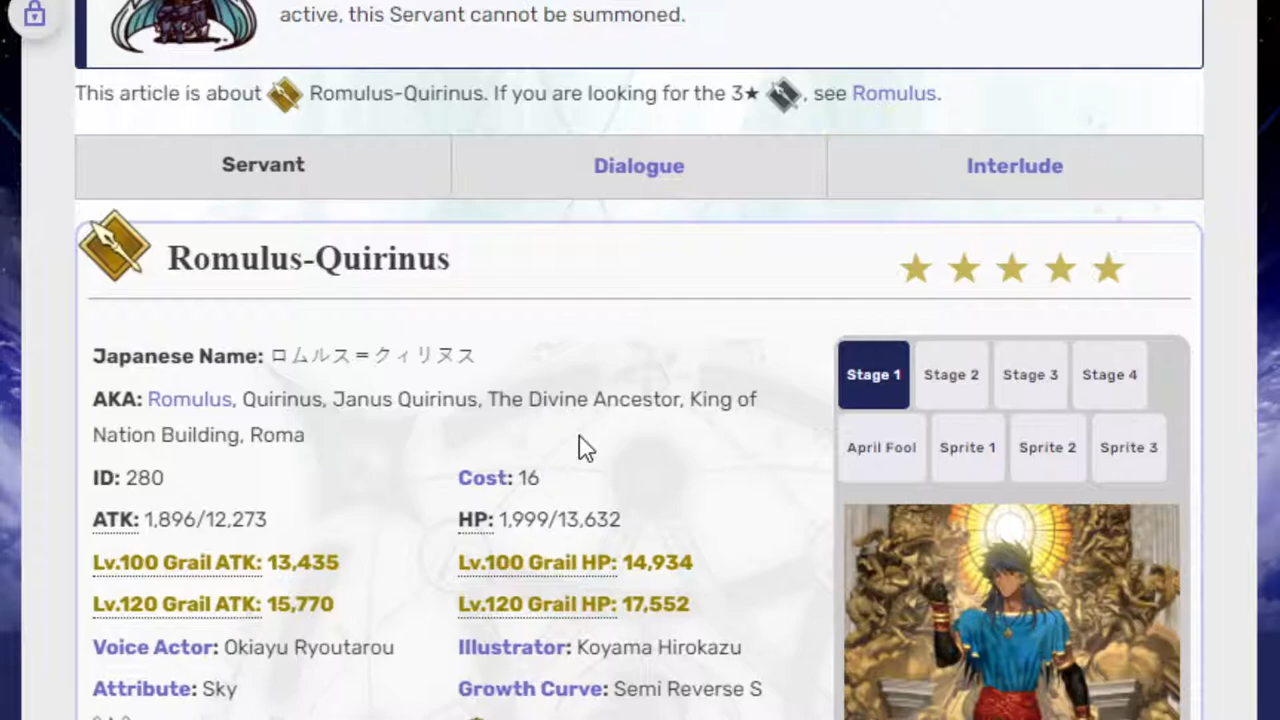 active, this Servant cannot be summoned.
This article is about Romulus-Quirinus. If you are looking for the 3★ , see Romulus.
Servant Dialogue Interlude
Romulus-Quirinus
Japanese Name: ロムルス＝クィリヌス
AKA: Romulus, Quirinus, Janus Quirinus, The Divine Ancestor, King of
Nation Building, Roma
ID: 280 Cost: 16
ATK: 1,896/12,273 HP: 1,999/13,632
Lv.100 Grail ATK: 13,435 Lv.100 Grail HP: 14,934
Lv.120 Grail ATK: 15,770 Lv.120 Grail HP: 17,552
Voice Actor: Okiayu Ryoutarou Illustrator: Koyama Hirokazu
Attribute: Sky Growth Curve: Semi Reverse S
Stage 1 Stage 2 Stage 3 Stage 4
April Fool Sprite 1 Sprite 2 Sprite 3